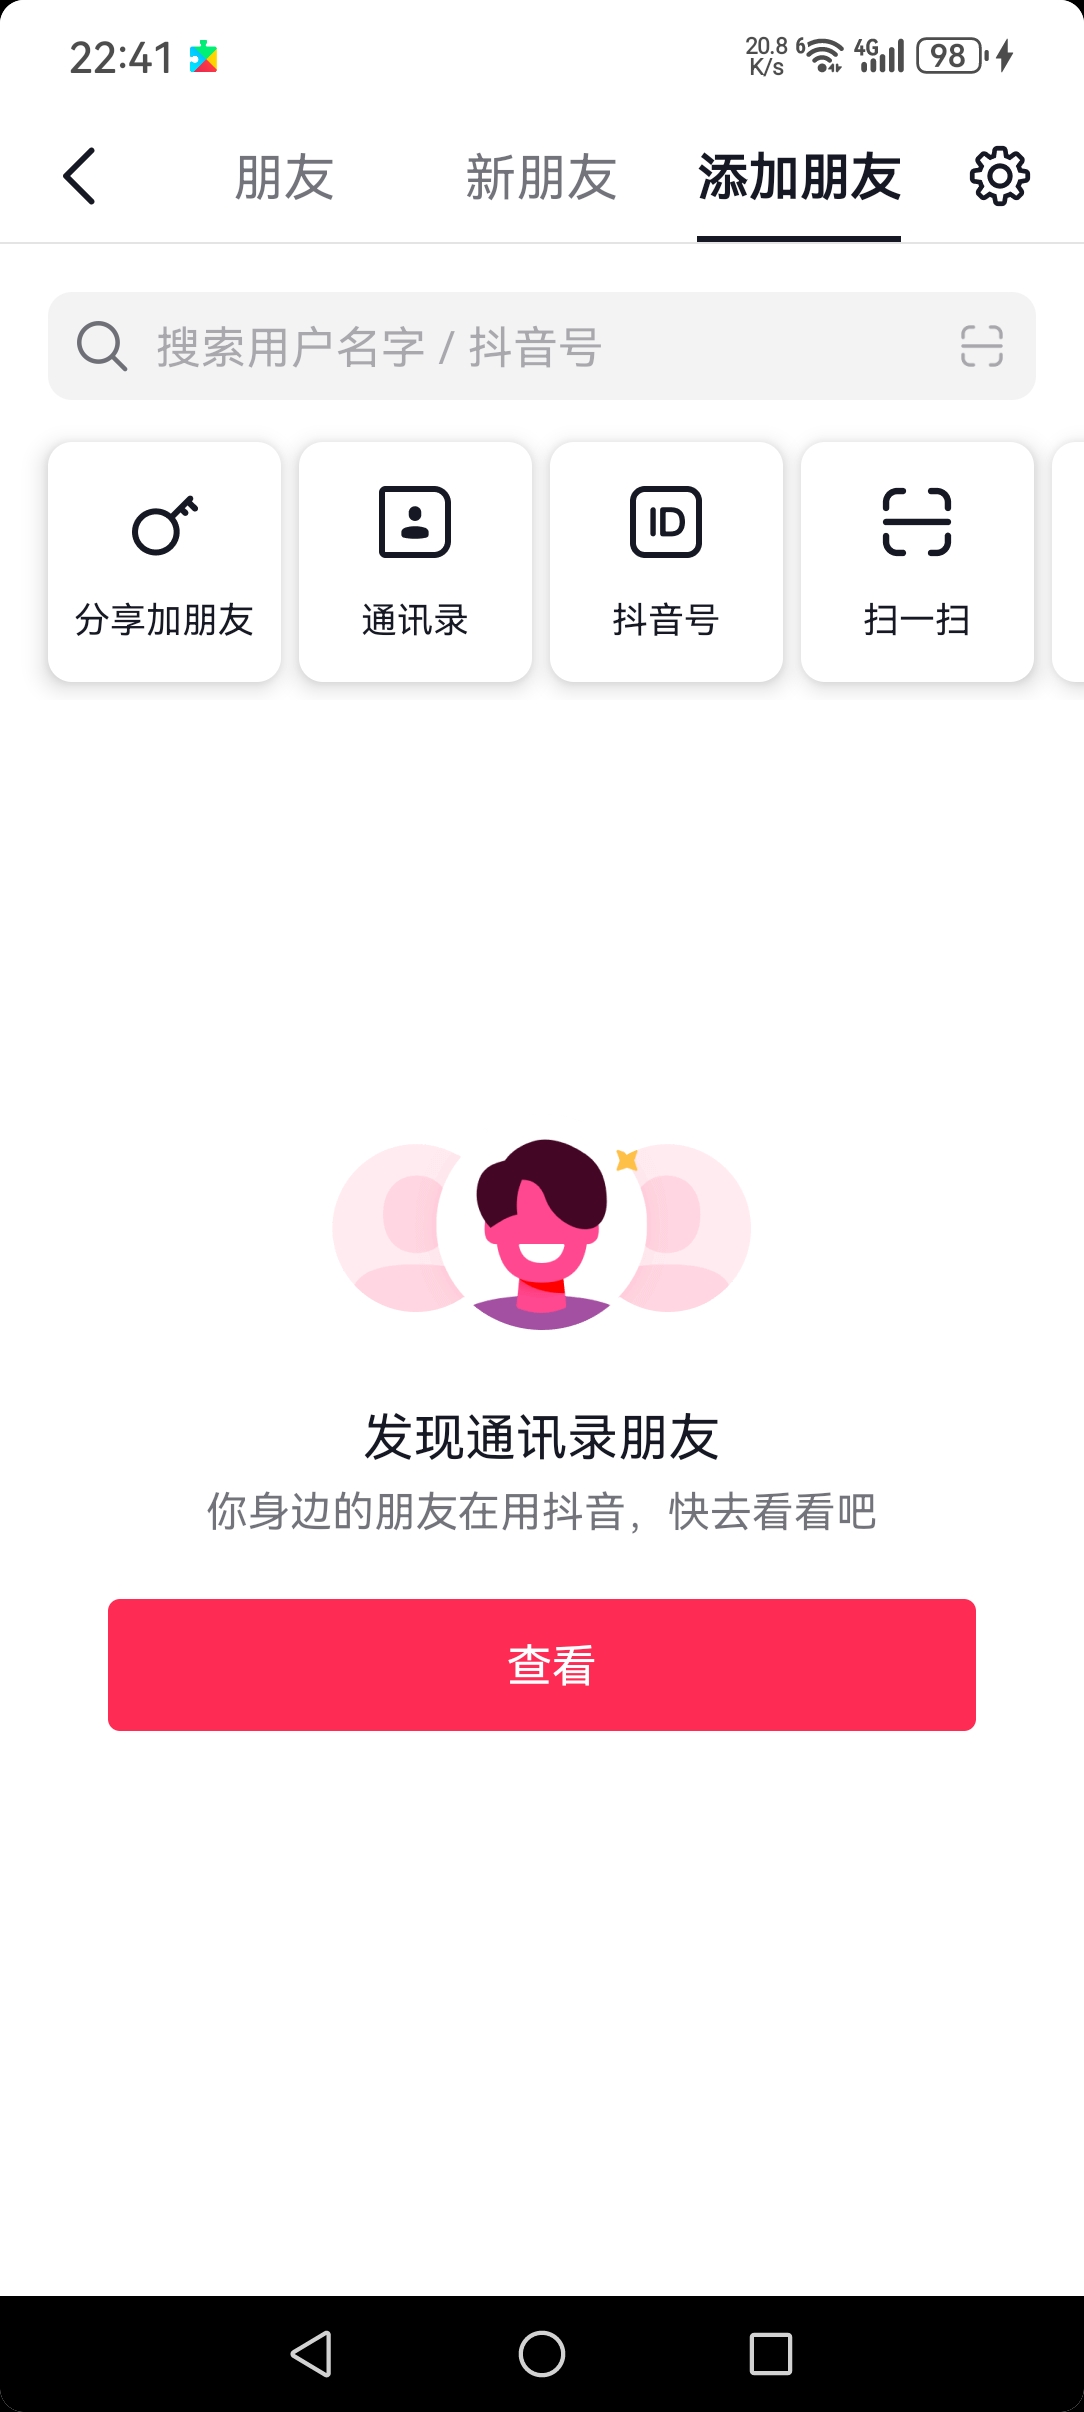 22:41
20.8 K/s 6 4G 98
朋友 新朋友 添加朋友
搜索用户名字 / 抖音号
ID
分享加朋友 通讯录 抖音号 扫一扫
发现通讯录朋友
你身边的朋友在用抖音，快去看看吧
查看